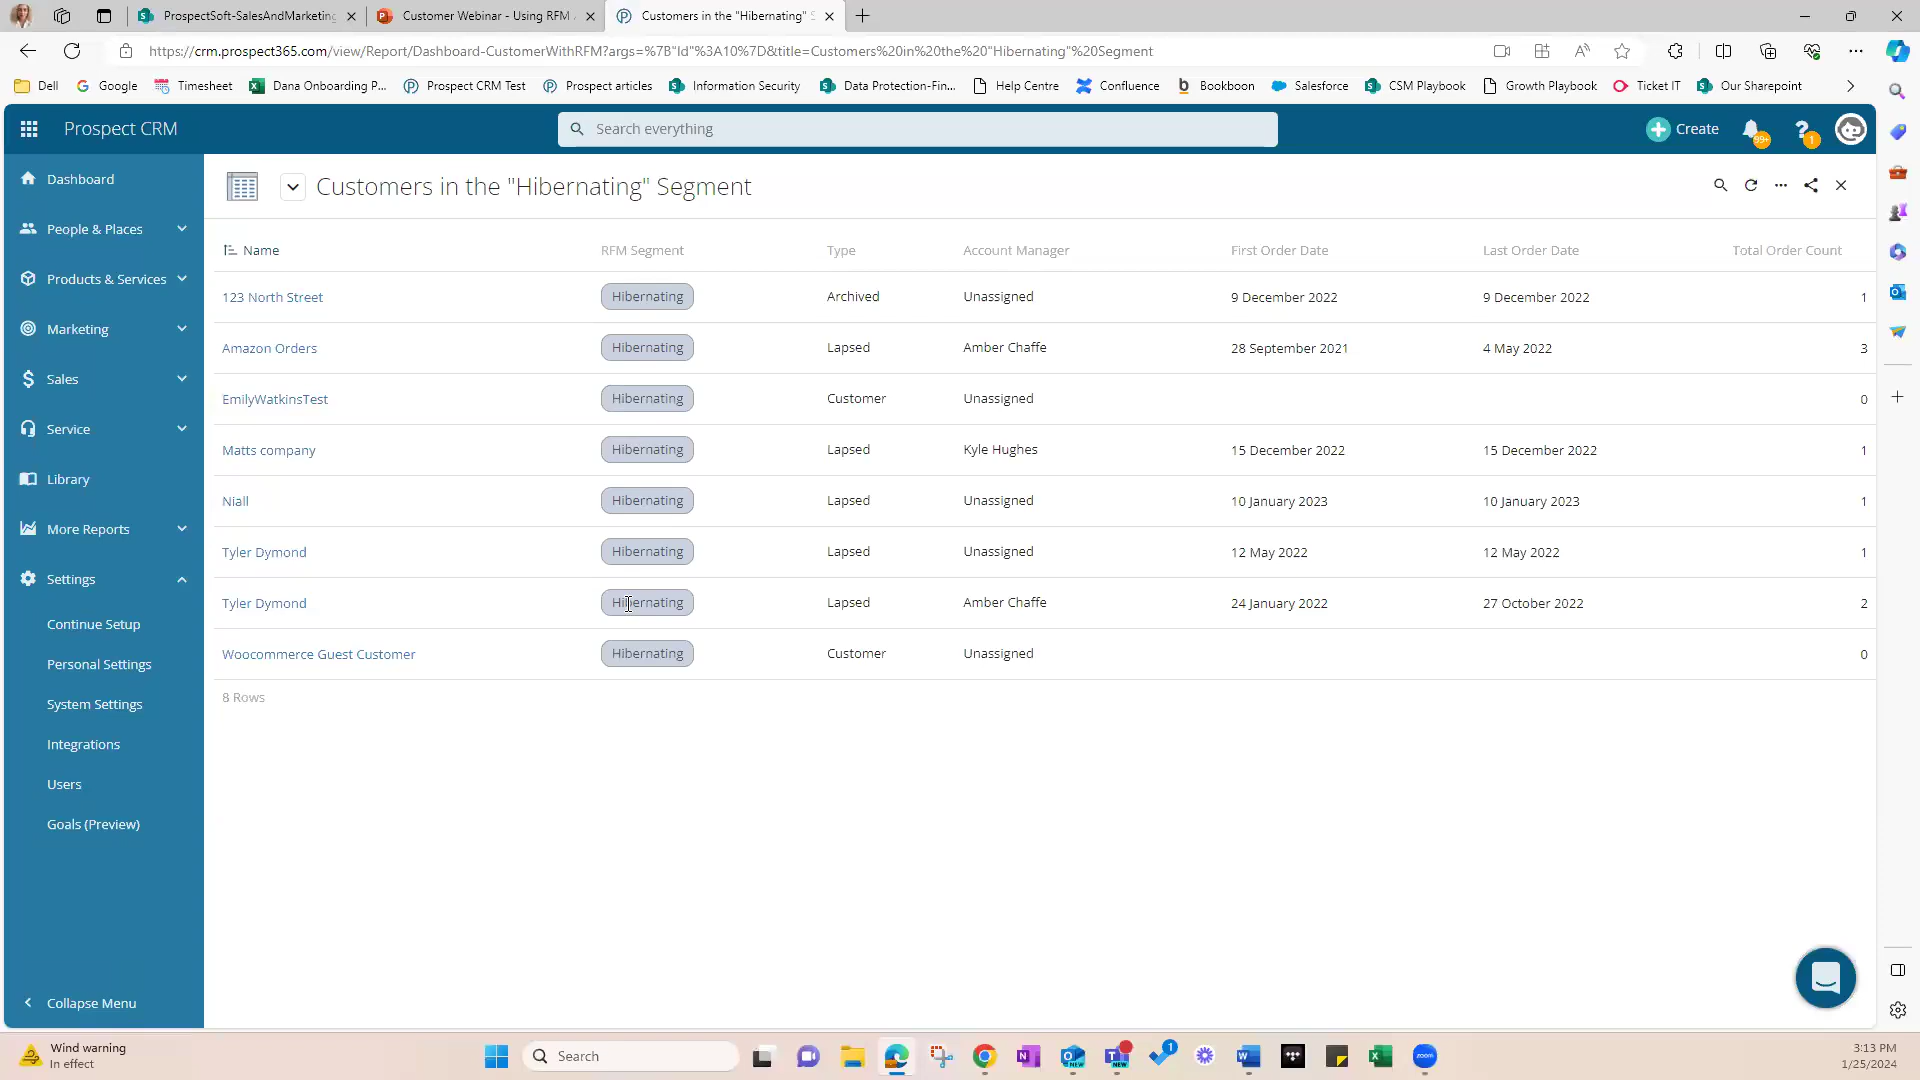 ProspectSoft-SalesAndMarketing
Customer Webinar - Using RFM
Customers in the "Hibernating" S
https://crm.prospect365.com/view/Report/Dashboard-CustomerWithRFM?args=%7B"Id"%3A10%7D&title=Customers%20in%20the%20"Hibernating"%20Segment
Dell Google Timesheet Dana Onboarding P... Prospect CRM Test Prospect articles Information Security Data Protection-Fin... Help Centre Confluence Bookboon Salesforce CSM Playbook Growth Playbook Ticket IT Our Sharepoint
Prospect CRM Search everything Create 99+ 1
Dashboard
People & Places
Products & Services
Marketing
Sales
Service
Library
More Reports
Settings
Continue Setup
Personal Settings
System Settings
Integrations
Users
Goals (Preview)
Collapse Menu
Customers in the "Hibernating" Segment
Name RFM Segment Type Account Manager First Order Date Last Order Date Total Order Count
123 North Street Hibernating Archived Unassigned 9 December 2022 9 December 2022 1
Amazon Orders Hibernating Lapsed Amber Chaffe 28 September 2021 4 May 2022 3
EmilyWatkinsTest Hibernating Customer Unassigned 0
Matts company Hibernating Lapsed Kyle Hughes 15 December 2022 15 December 2022 1
Niall Hibernating Lapsed Unassigned 10 January 2023 10 January 2023 1
Tyler Dymond Hibernating Lapsed Unassigned 12 May 2022 12 May 2022 1
Tyler Dymond Hibernating Lapsed Amber Chaffe 24 January 2022 27 October 2022 2
Woocommerce Guest Customer Hibernating Customer Unassigned 0
8 Rows
Wind warning
In effect
Search
1
3:13 PM
1/25/2024